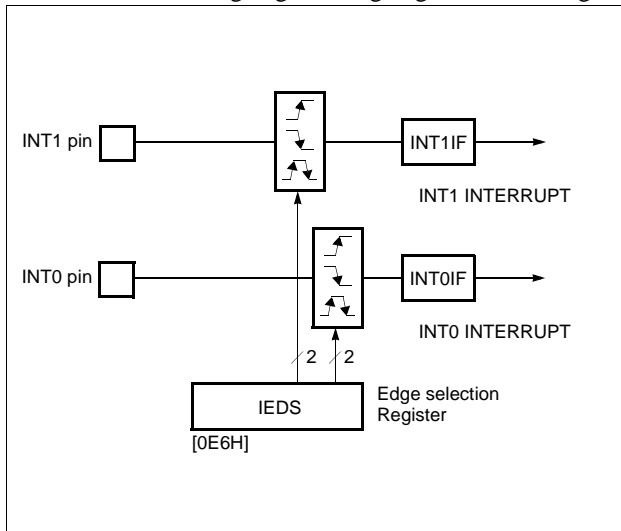 INT1 pin
INT1IF
INT1 INTERRUPT
INT0 pin
INT0IF
INT0 INTERRUPT
2
2
IEDS
Edge selection
Register
[0E6H]